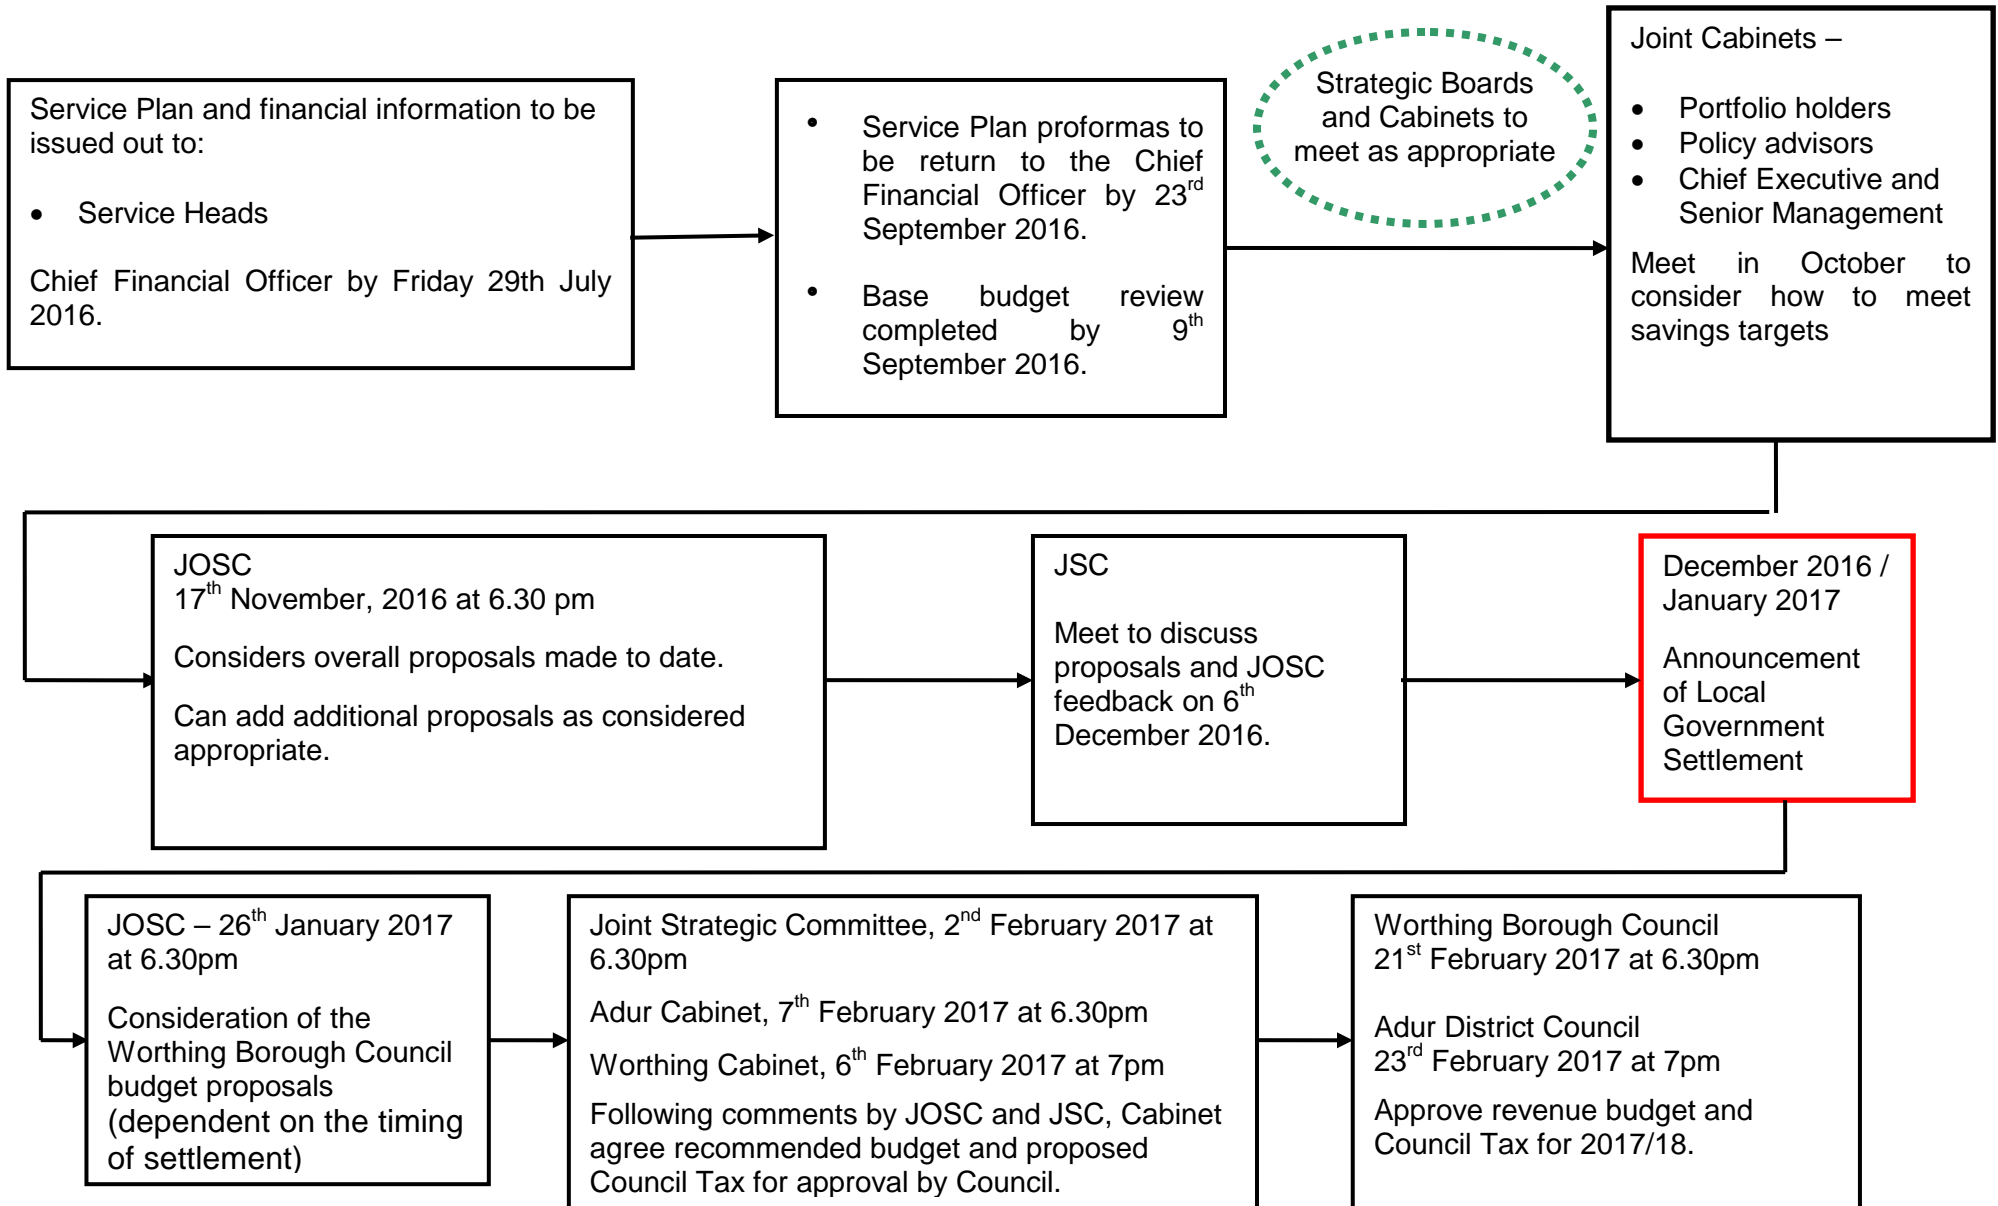 Service Plan and financial information to be
issued out to:
• Service Heads
Chief Financial Officer by Friday 29th July
2016.
• Service Plan proformas to
be return to the Chief
Financial Officer by 23rd
September 2016.
• Base budget review
completed by 9th
September 2016.
Strategic Boards
and Cabinets to
meet as appropriate
Joint Cabinets –
• Portfolio holders
• Policy advisors
• Chief Executive and
Senior Management
Meet in October to
consider how to meet
savings targets
JOSC
17th November, 2016 at 6.30 pm
Considers overall proposals made to date.
Can add additional proposals as considered
appropriate.
JSC
Meet to discuss
proposals and JOSC
feedback on 6th
December 2016.
December 2016 /
January 2017
Announcement
of Local
Government
Settlement
JOSC – 26th January 2017
at 6.30pm
Consideration of the
Worthing Borough Council
budget proposals
(dependent on the timing
of settlement)
Joint Strategic Committee, 2nd February 2017 at
6.30pm
Adur Cabinet, 7th February 2017 at 6.30pm
Worthing Cabinet, 6th February 2017 at 7pm
Following comments by JOSC and JSC, Cabinet
agree recommended budget and proposed
Council Tax for approval by Council.
Worthing Borough Council
21st February 2017 at 6.30pm
Adur District Council
23rd February 2017 at 7pm
Approve revenue budget and
Council Tax for 2017/18.